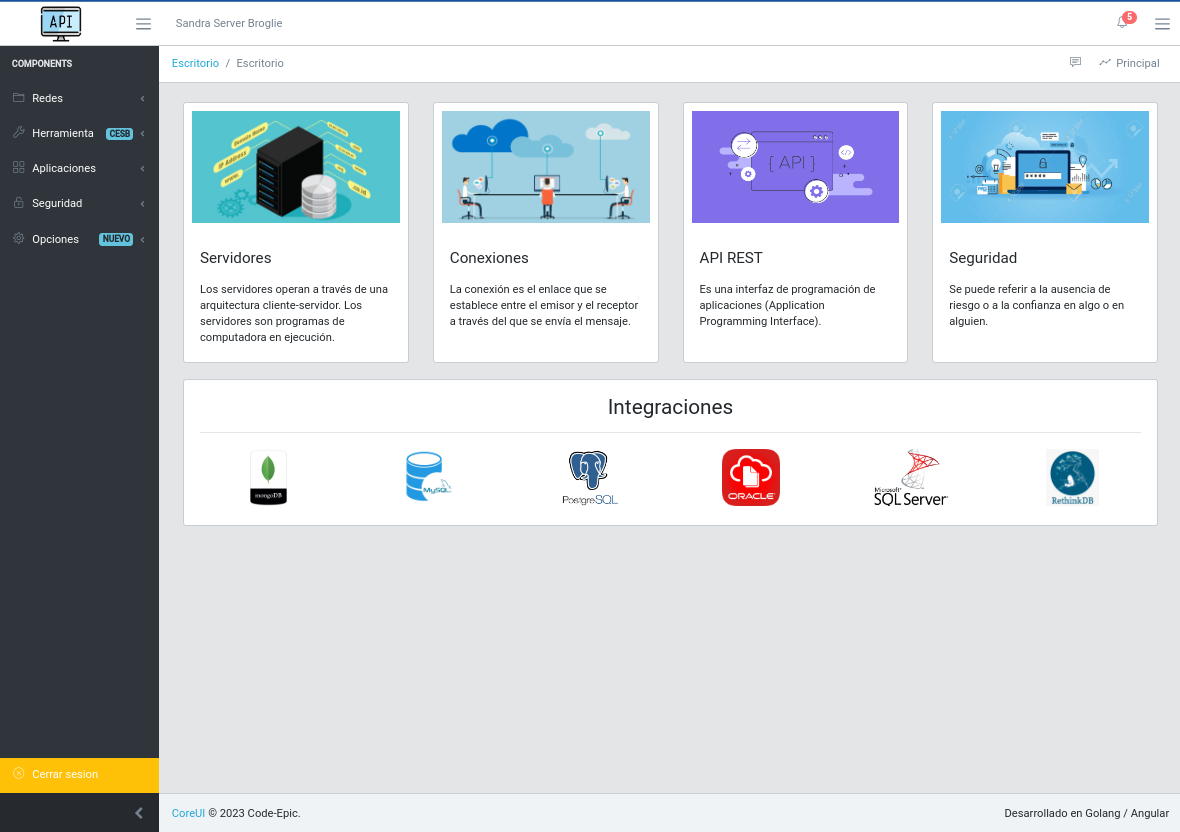 API
Sandra Server Broglie
5
COMPONENTS
Escritorio / Escritorio
Principal
Redes
Herramienta CESB
Aplicaciones
Seguridad
Opciones NUEVO
Domain Name
IP Address
WWW.
{ API }
Servidores
Los servidores operan a través de una
arquitectura cliente-servidor. Los
servidores son programas de
computadora en ejecución.
Conexiones
La conexión es el enlace que se
establece entre el emisor y el receptor
a través del que se envía el mensaje.
API REST
Es una interfaz de programación de
aplicaciones (Application
Programming Interface).
Seguridad
Se puede referir a la ausencia de
riesgo o a la confianza en algo o en
alguien.
Integraciones
mongoDB
MySQL
PostgreSQL
ORACLE
Microsoft
SQL Server
RethinkDB
Cerrar sesion
CoreUI © 2023 Code-Epic.
Desarrollado en Golang / Angular